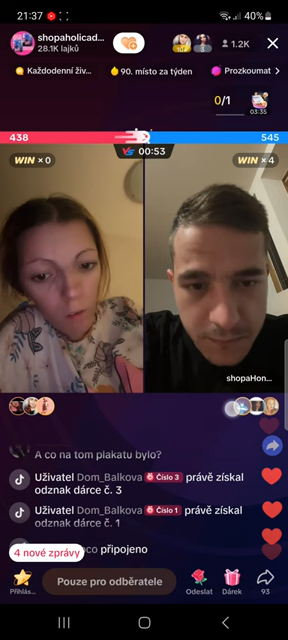 21:37
40%
shopaholicad...
28.1K lajků
1.2K
Každodenní živ...
90. místo za týden
Prozkoumat >
0/1
03:35
438
545
WIN × 0
00:53
WIN × 4
shopaHon...
A co na tom plakatu bylo?
Uživatel Dom_Balkova Číslo 3 právě získal
odznak dárce č. 3
Uživatel Dom_Balkova Číslo 1 právě získal
odznak dárce č. 1
4 nové zprávy
připojeno
Pouze pro odběratele
Přihlás...
Odeslat
Dárek
93